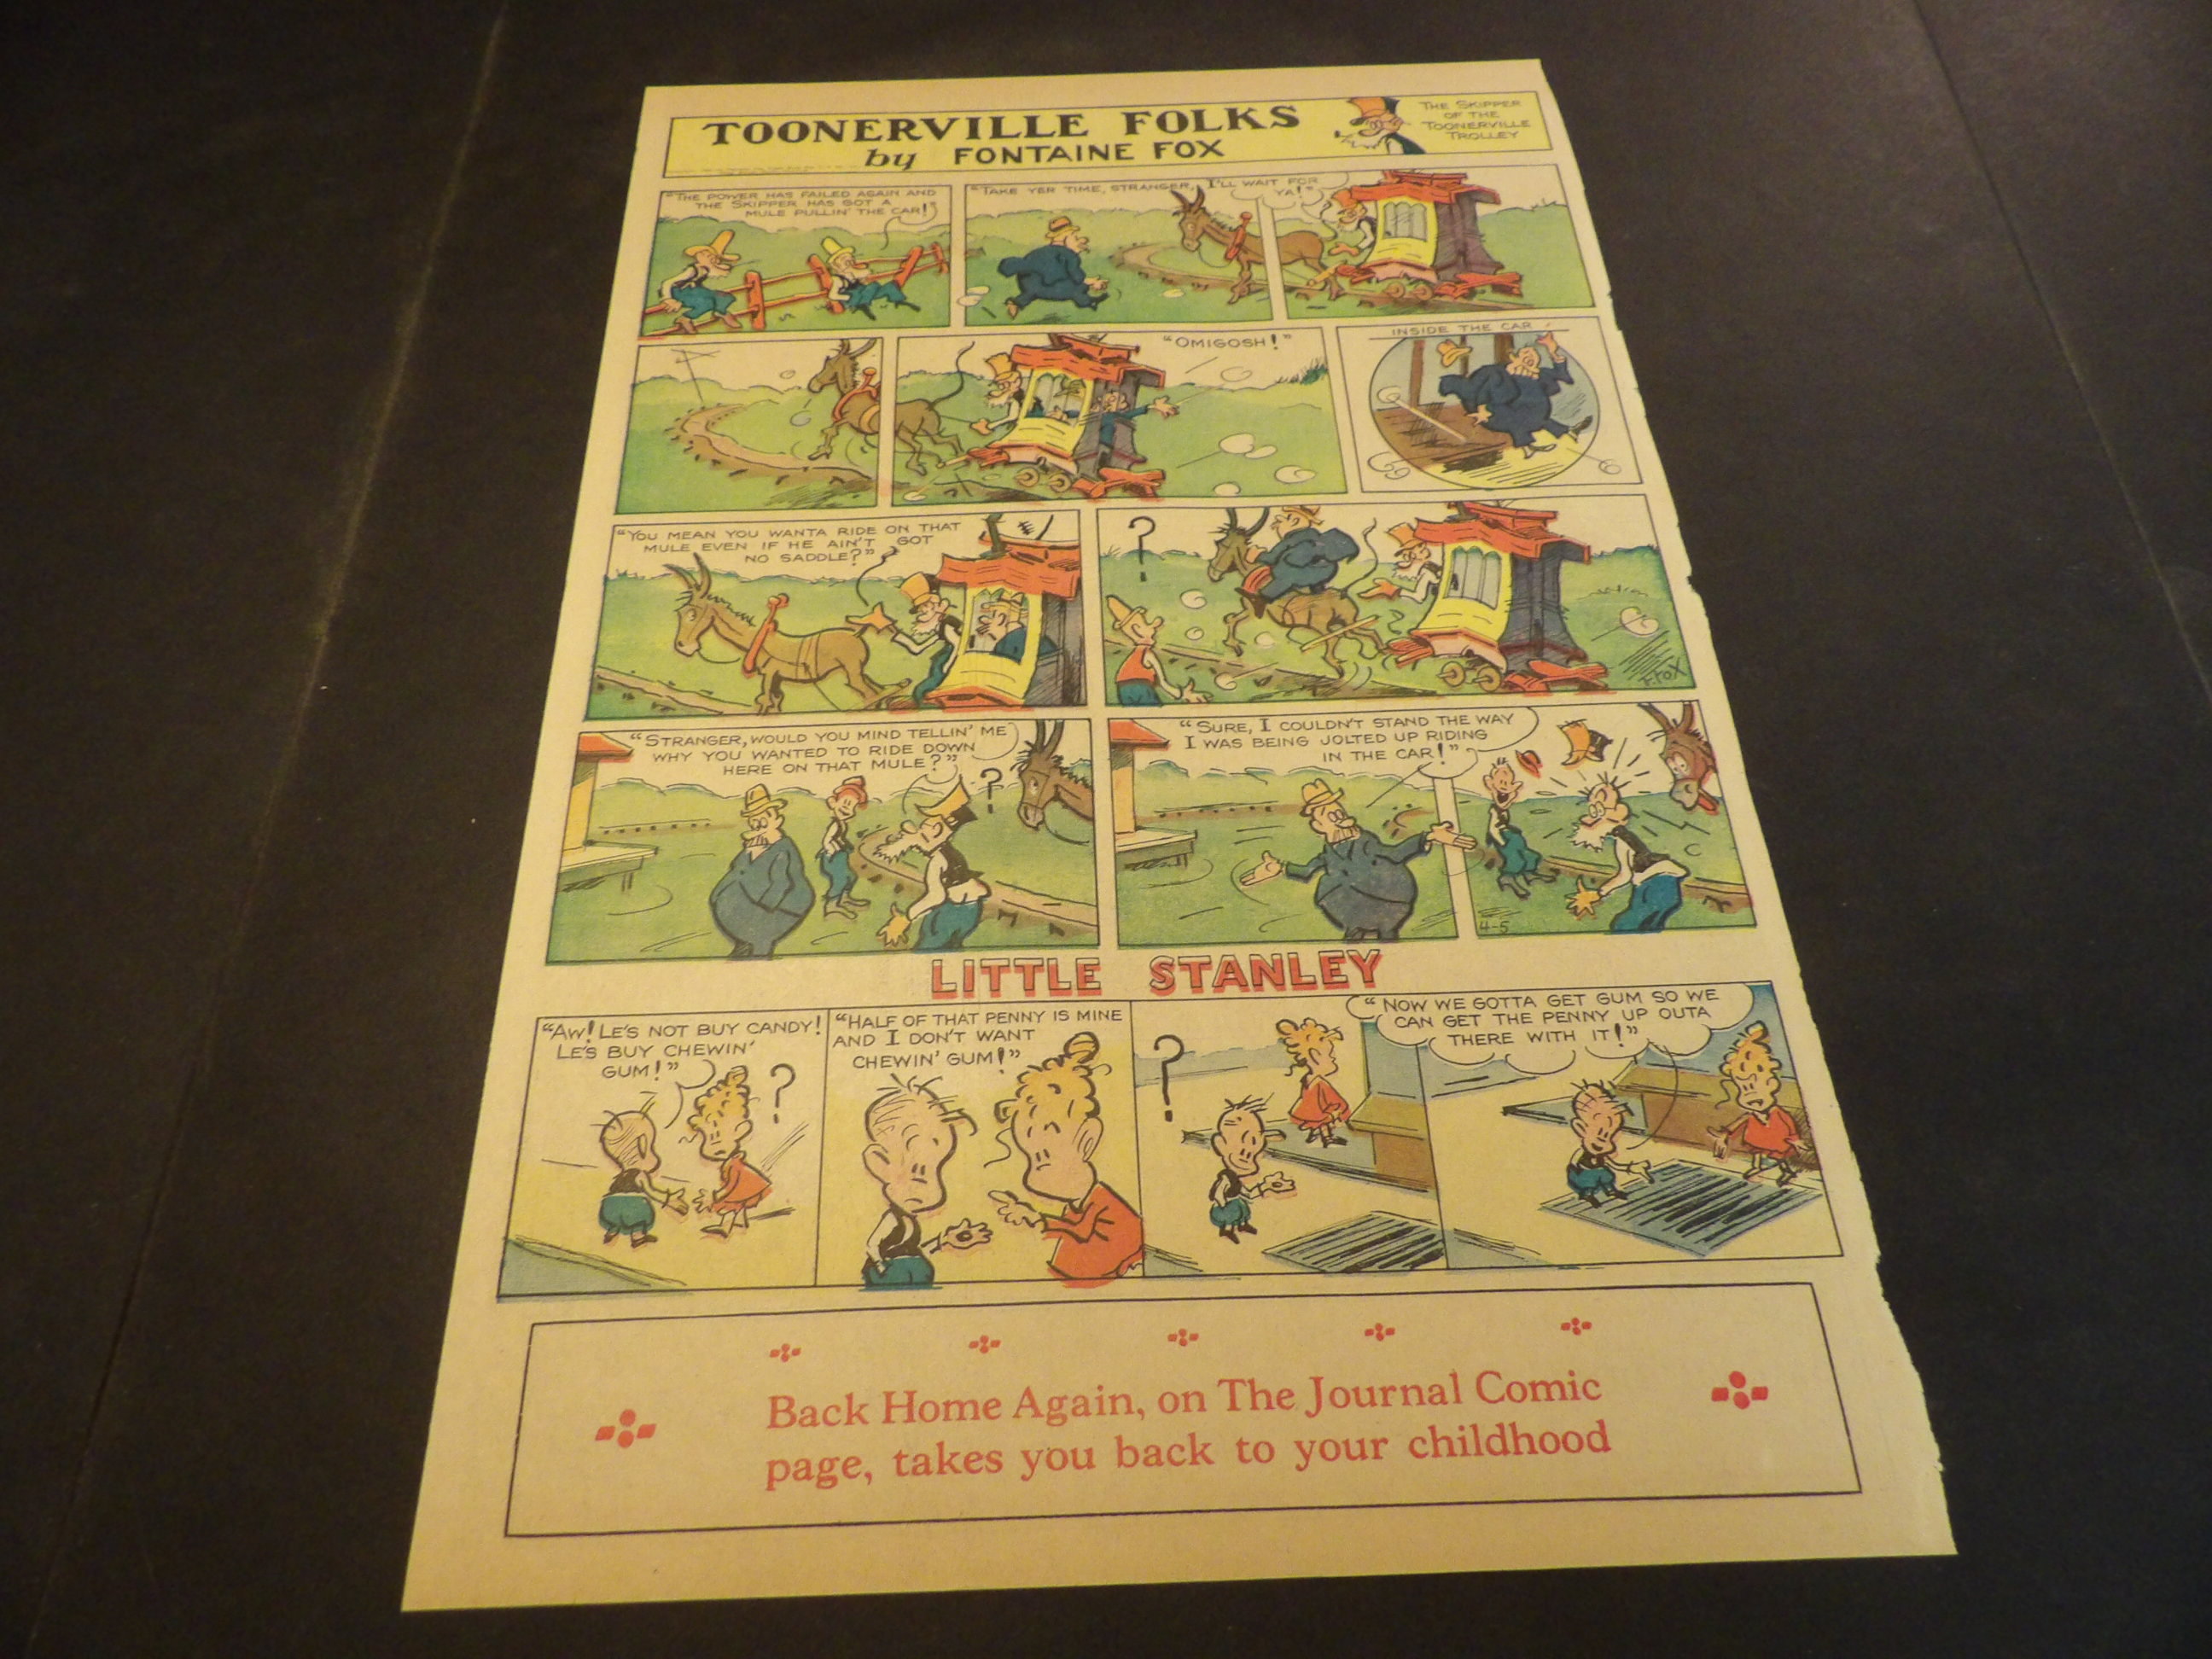 TOONERVILLE FOLKS
by FONTAINE FOX
THE SKIPPER
OF THE
TOONERVILLE
TROLLEY
"THE POWER HAS FAILED AGAIN AND
THE SKIPPER HAS GOT A
MULE PULLIN' THE CAR!"
"TAKE YER TIME, STRANGER, I'LL WAIT FOR
YA!"
"OMIGOSH!"
INSIDE THE CAR
"YOU MEAN YOU WANTA RIDE ON THAT
MULE EVEN IF HE AIN'T GOT
NO SADDLE?"
?
F. FOX
"STRANGER, WOULD YOU MIND TELLIN' ME
WHY YOU WANTED TO RIDE DOWN
HERE ON THAT MULE?"
?
"SURE, I COULDN'T STAND THE WAY
I WAS BEING JOLTED UP RIDING
IN THE CAR!"
4-5
LITTLE STANLEY
"AW! LE'S NOT BUY CANDY!
LE'S BUY CHEWIN'
GUM!"
?
"HALF OF THAT PENNY IS MINE
AND I DON'T WANT
CHEWIN' GUM!"
?
"NOW WE GOTTA GET GUM SO WE
CAN GET THE PENNY UP OUTA
THERE WITH IT!"
Back Home Again, on The Journal Comic
page, takes you back to your childhood